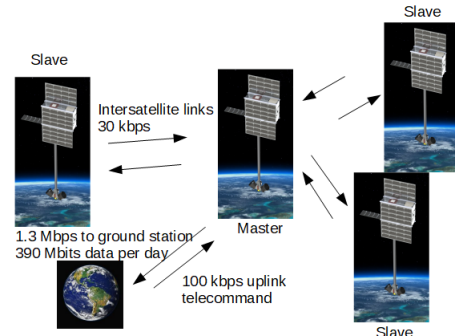 Slave
Slave
Intersatellite links
30 kbps
Master
1.3 Mbps to ground station
390 Mbits data per day
100 kbps uplink
telecommand
Slave